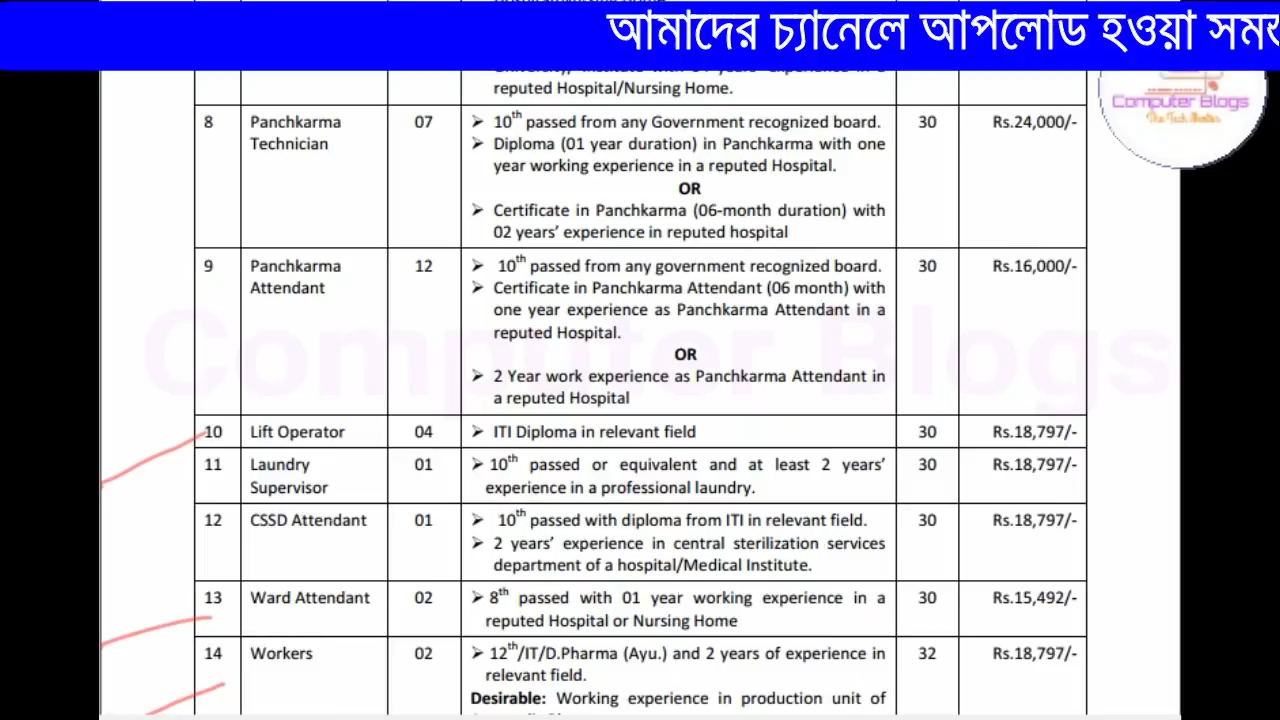 আমাদের চ্যানেলে আপলোড হওয়া
reputed Hospital/Nursing Home.
Computer Blogs
8 Panchkarma 07 ➢ 10th passed from any Government recognized board. 30 Rs.24,000/-
Technician ➢ Diploma (01 year duration) in Panchkarma with one
year working experience in a reputed Hospital.
OR
➢ Certificate in Panchkarma (06-month duration) with
02 years’ experience in reputed hospital
9 Panchkarma 12 ➢ 10th passed from any government recognized board. 30 Rs.16,000/-
Attendant ➢ Certificate in Panchkarma Attendant (06 month) with
one year experience as Panchkarma Attendant in a
reputed Hospital.
Computer Blogs
OR
➢ 2 Year work experience as Panchkarma Attendant in
a reputed Hospital
10 Lift Operator 04 ➢ ITI Diploma in relevant field 30 Rs.18,797/-
11 Laundry 01 ➢ 10th passed or equivalent and at least 2 years’ 30 Rs.18,797/-
Supervisor experience in a professional laundry.
12 CSSD Attendant 01 ➢ 10th passed with diploma from ITI in relevant field. 30 Rs.18,797/-
➢ 2 years’ experience in central sterilization services
department of a hospital/Medical Institute.
13 Ward Attendant 02 ➢ 8th passed with 01 year working experience in a 30 Rs.15,492/-
reputed Hospital or Nursing Home
14 Workers 02 ➢ 12th/IT/D.Pharma (Ayu.) and 2 years of experience in 32 Rs.18,797/-
relevant field.
Desirable: Working experience in production unit of